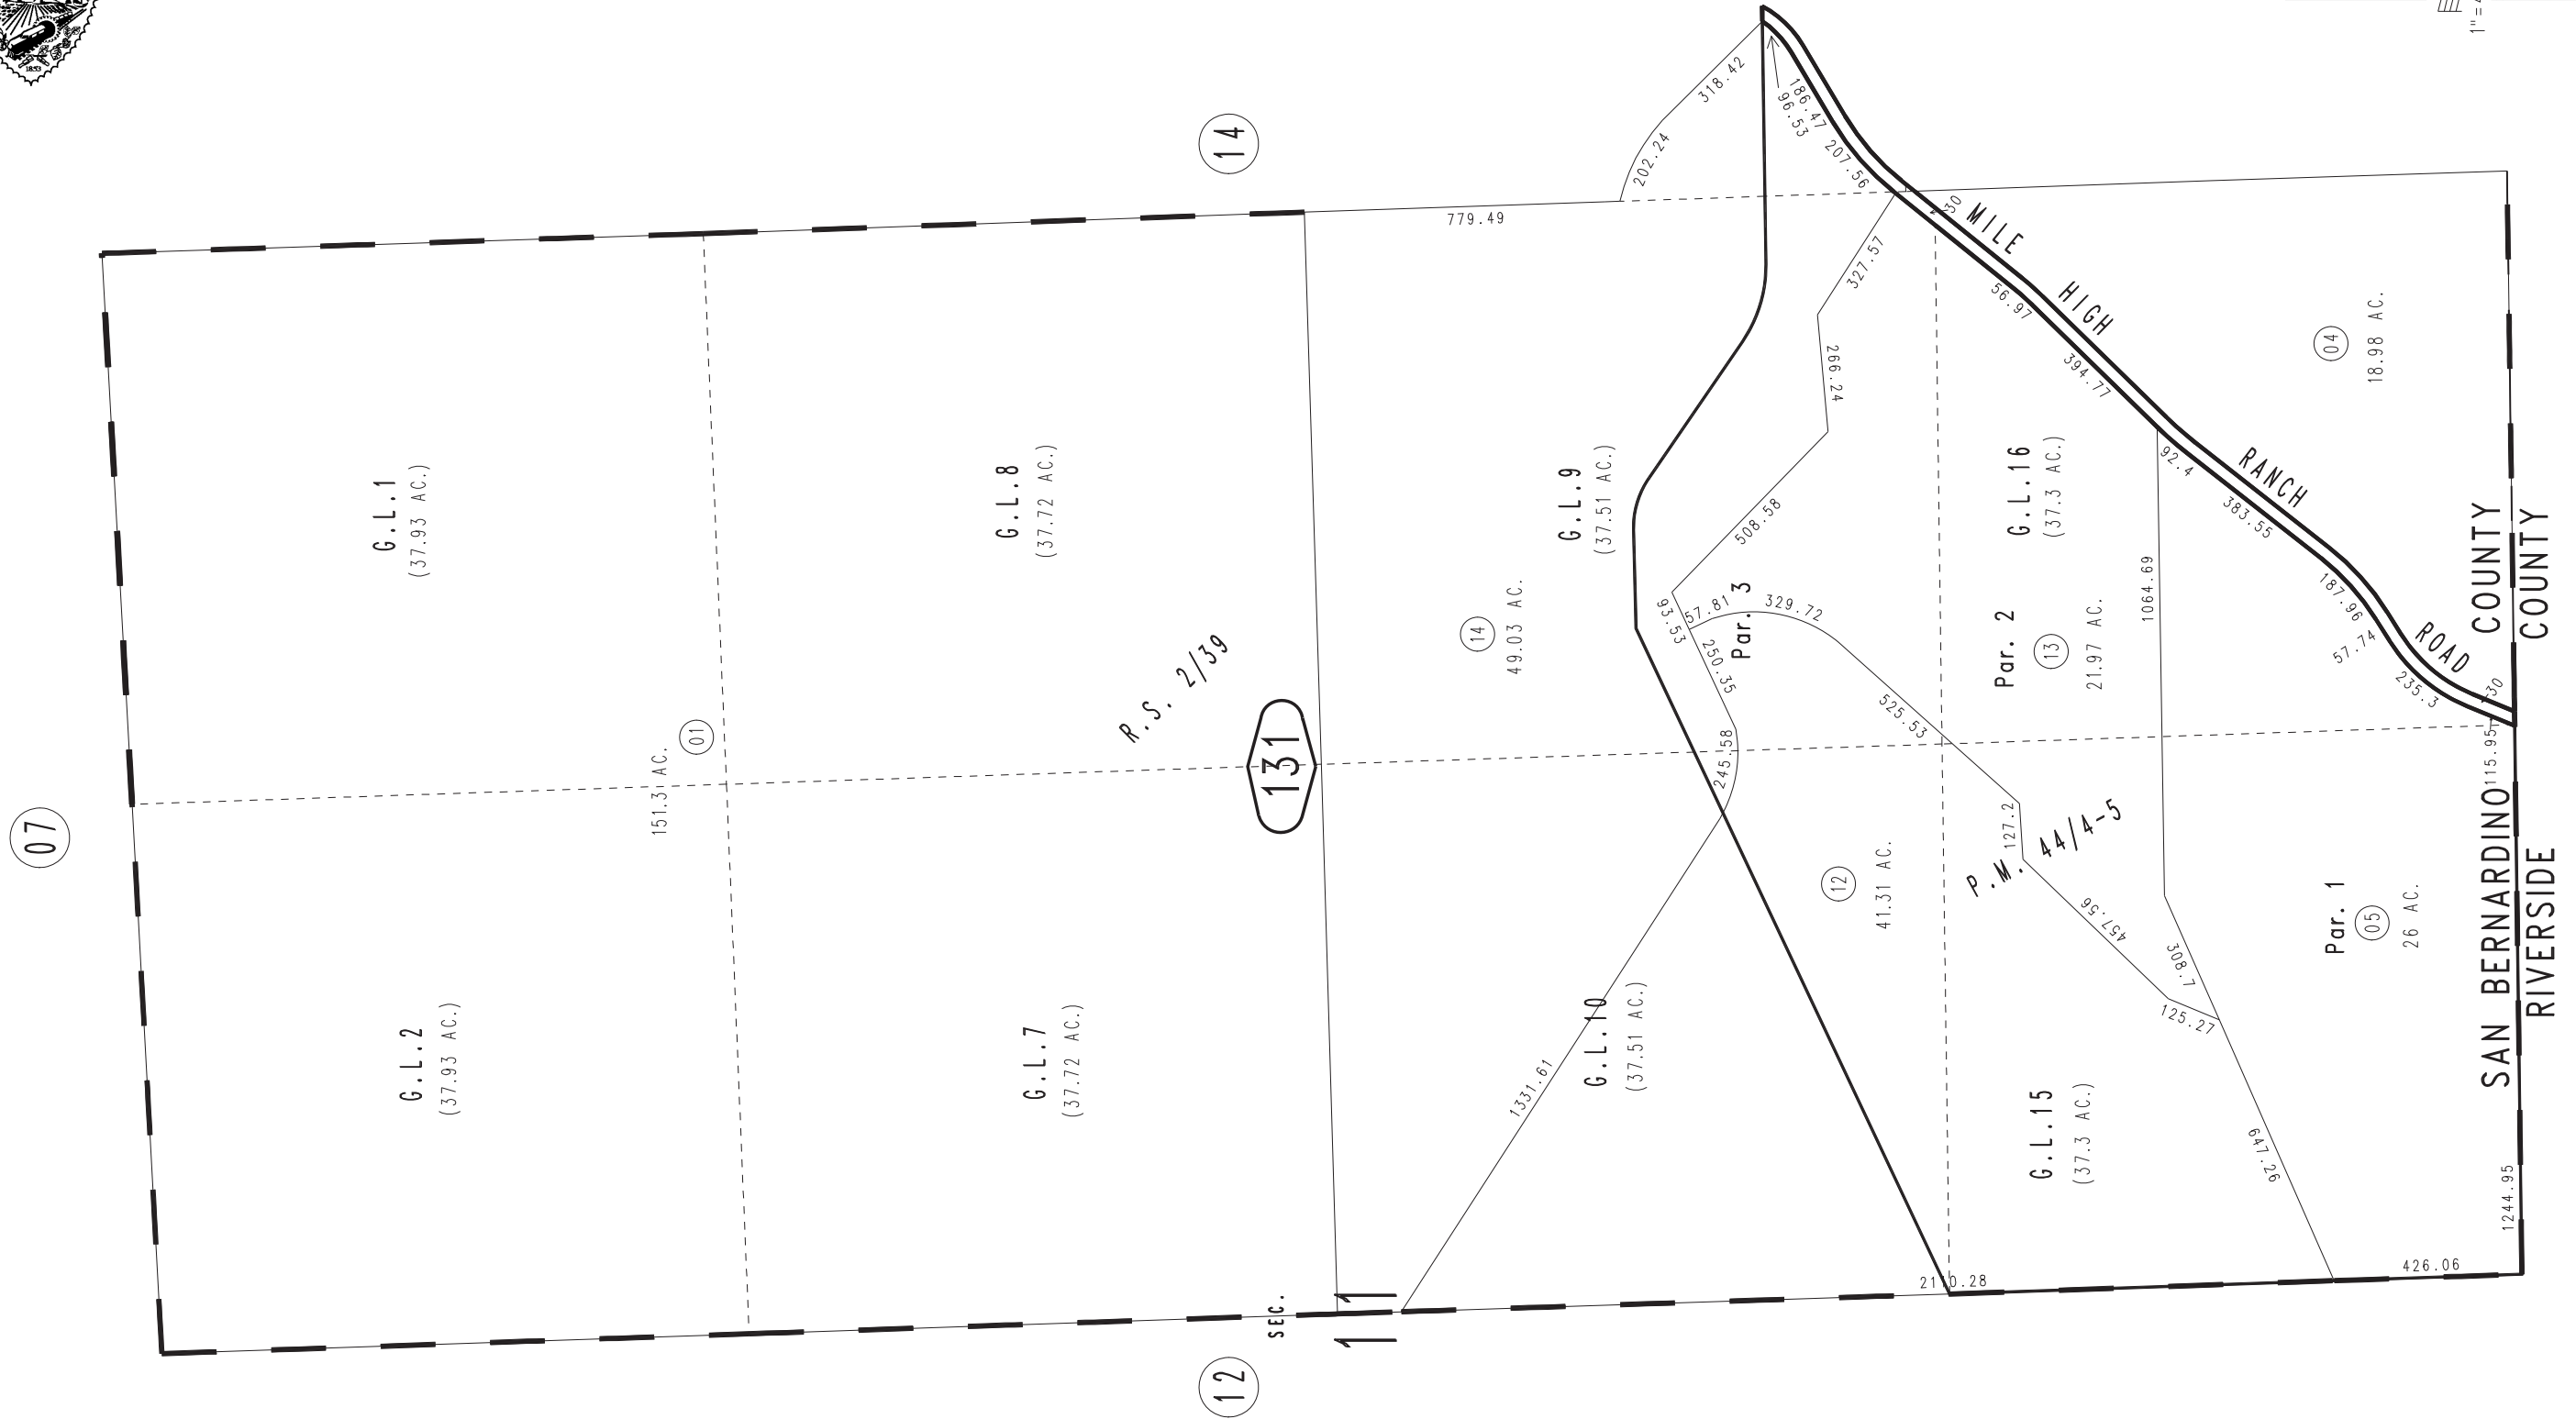 1853
1"=
07
14
12
SEC.
11
G.L.1
(37.93 AC.)
G.L.2
(37.93 AC.)
01
151.3 AC.
G.L.8
(37.72 AC.)
G.L.7
(37.72 AC.)
R.S. 2/39
131
779.49
202.24
318.42
186.47
96.53
207.56
30
MILE HIGH RANCH ROAD
327.57
266.24
508.58
56.97
394.77
92.4
383.55
187.96
57.74
235.3
30
G.L.9
(37.51 AC.)
14
49.03 AC.
G.L.16
(37.3 AC.)
04
18.98 AC.
93.53
57.81
329.72
250.35
245.58
Par. 3
525.53
Par. 2
13
21.97 AC.
1064.69
127.2
P.M. 44/4-5
457.56
308.7
125.27
12
41.31 AC.
1331.61
G.L.10
(37.51 AC.)
G.L.15
(37.3 AC.)
Par. 1
05
26 AC.
647.26
115.95
1244.95
426.06
2110.28
SAN BERNARDINO COUNTY
RIVERSIDE COUNTY